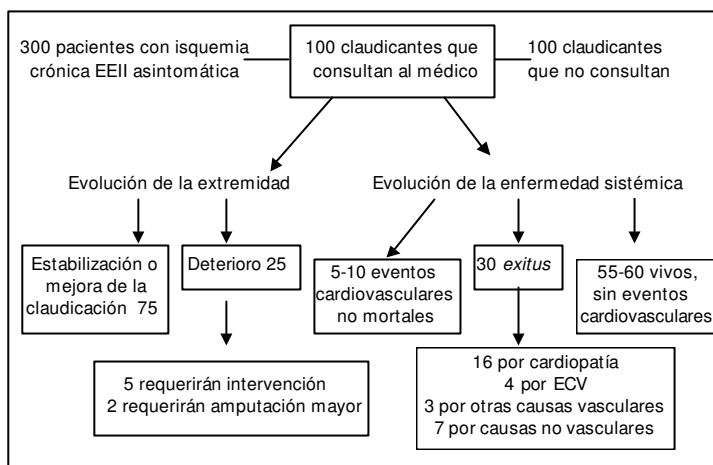 300 pacientes con isquemia
crónica EEII asintomática
100 claudicantes que
consultan al médico
100 claudicantes
que no consultan
Evolución de la extremidad
Evolución de la enfermedad sistémica
Estabilización o
mejora de la
claudicación 75
Deterioro 25
5-10 eventos
cardiovasculares
no mortales
30 exitus
55-60 vivos,
sin eventos
cardiovasculares
5 requerirán intervención
2 requerirán amputación mayor
16 por cardiopatía
4 por ECV
3 por otras causas vasculares
7 por causas no vasculares